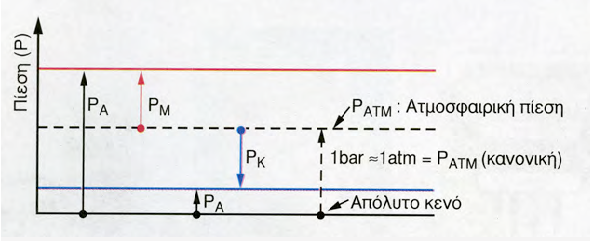 Πίεση (P)
P_A
P_M
P_ATM : Ατμοσφαιρική πίεση
P_K
1bar ≈1atm = P_ATM (κανονική)
P_A
Απόλυτο κενό